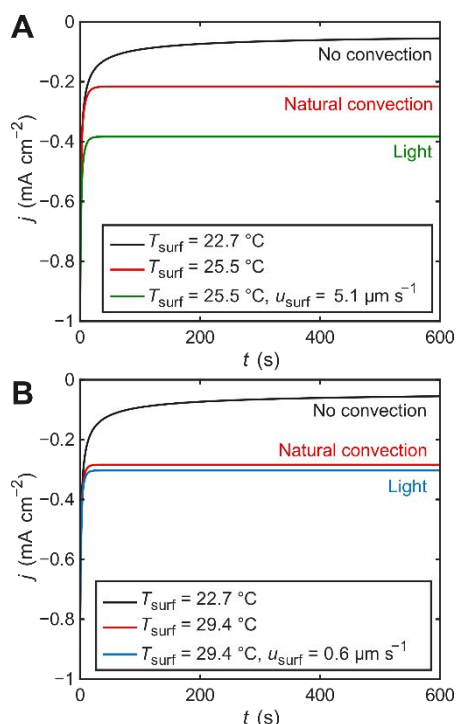 A
0
−0.2
−0.4
−0.6
−0.8
−1
j (mA cm⁻²)
No convection
Natural convection
Light
T_surf = 22.7 °C
T_surf = 25.5 °C
T_surf = 25.5 °C, u_surf = 5.1 µm s⁻¹
0 200 400 600
t (s)
B
0
−0.2
−0.4
−0.6
−0.8
−1
j (mA cm⁻²)
No convection
Natural convection
Light
T_surf = 22.7 °C
T_surf = 29.4 °C
T_surf = 29.4 °C, u_surf = 0.6 µm s⁻¹
0 200 400 600
t (s)